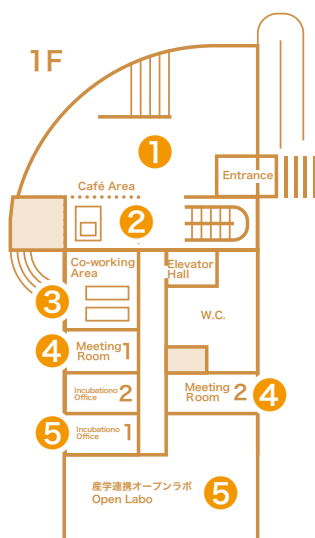 1F
1
Entrance
Café Area
2
Co-working
Area
Elevator
Hall
3
W.C.
4
Meeting
Room 1
Incubationo
Office 2
Meeting
Room 2
4
5
Incubationo
Office 1
産学連携オープンラボ
Open Labo
5